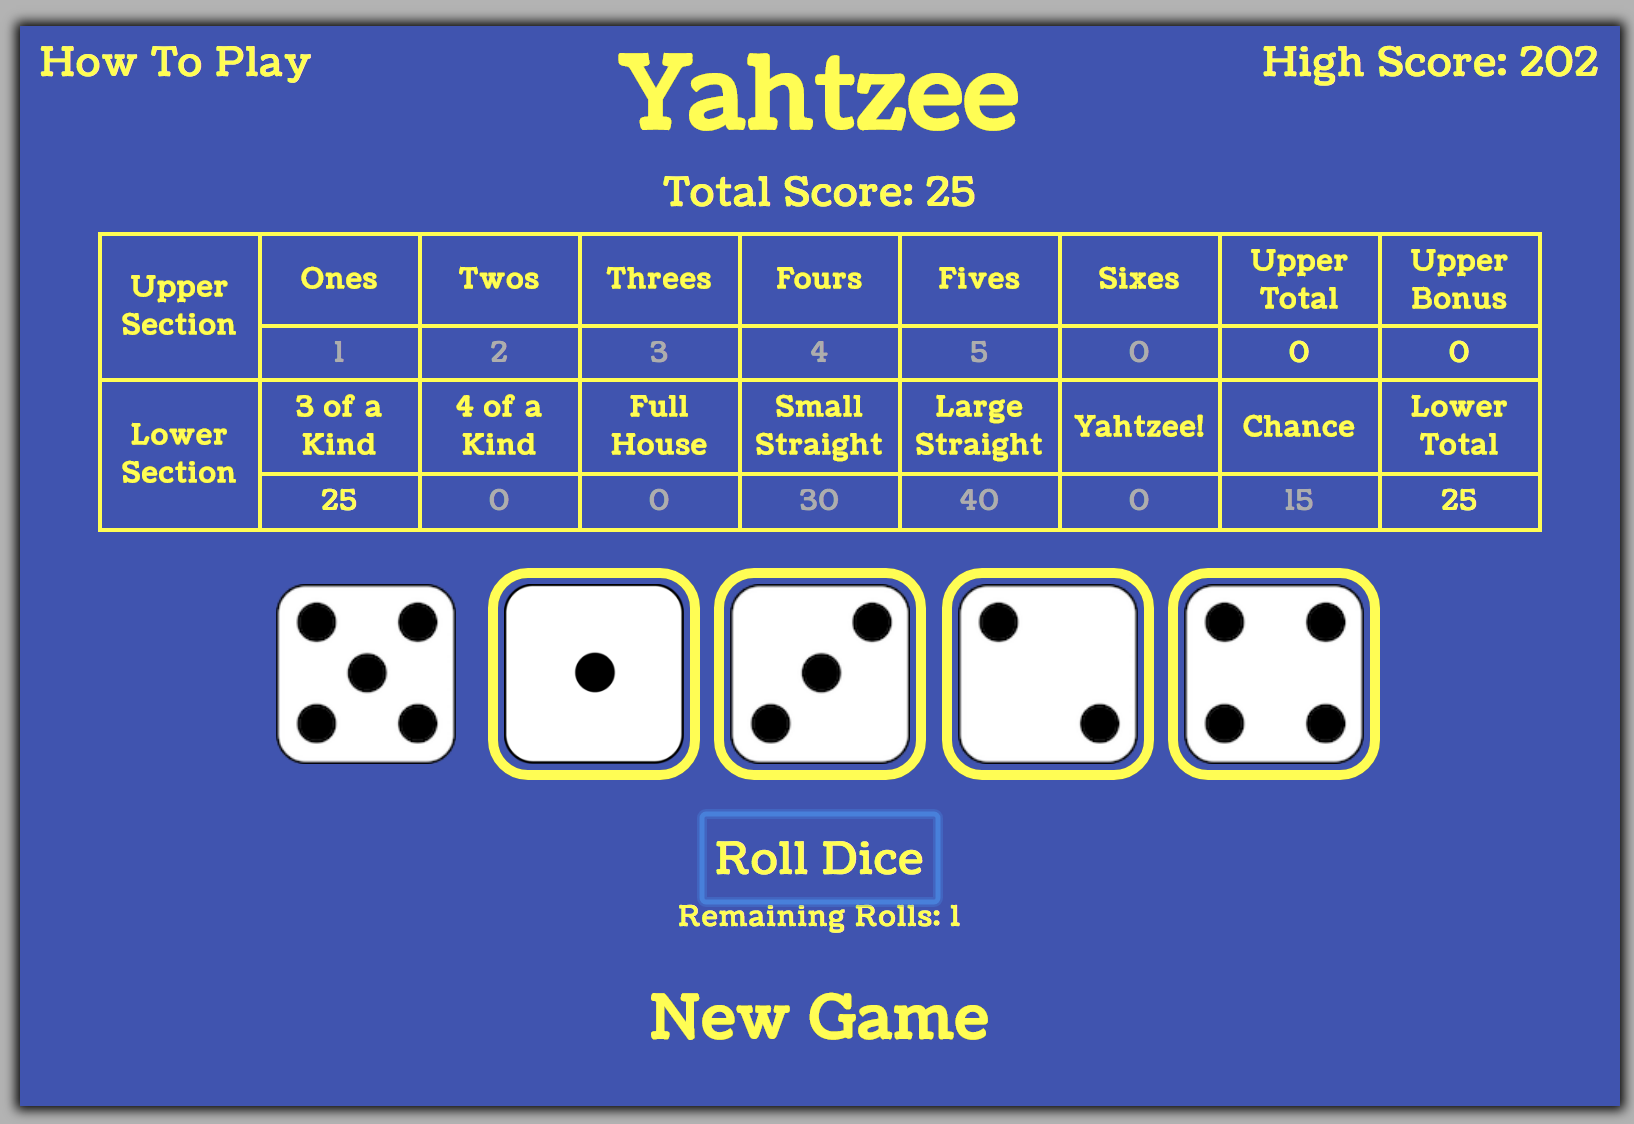 How To Play
Yahtzee
High Score: 202
Total Score: 25
Upper Section
Ones
Twos
Threes
Fours
Fives
Sixes
Upper Total
Upper Bonus
1
2
3
4
5
0
0
0
Lower Section
3 of a Kind
4 of a Kind
Full House
Small Straight
Large Straight
Yahtzee!
Chance
Lower Total
25
0
0
30
40
0
15
25
Roll Dice
Remaining Rolls: 1
New Game